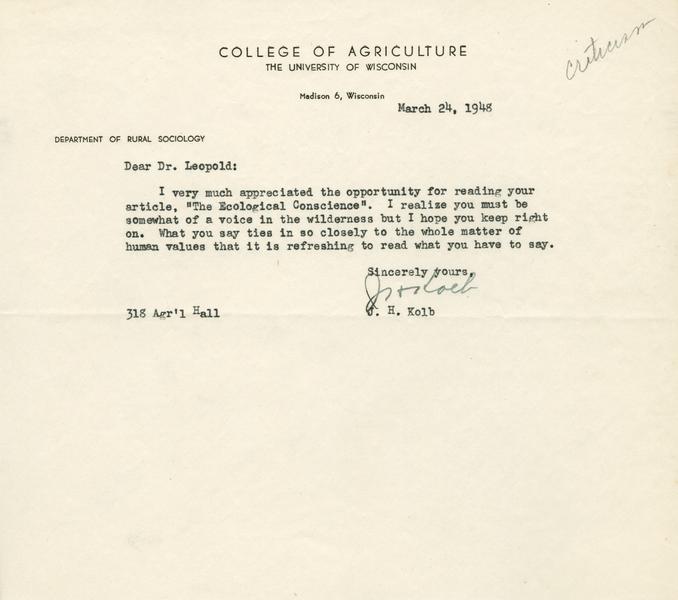 COLLEGE OF AGRICULTURE
THE UNIVERSITY OF WISCONSIN
criticism
Madison 6, Wisconsin
March 24, 1948
DEPARTMENT OF RURAL SOCIOLOGY
Dear Dr. Leopold:
I very much appreciated the opportunity for reading your
article, "The Ecological Conscience". I realize you must be
somewhat of a voice in the wilderness but I hope you keep right
on. What you say ties in so closely to the whole matter of
human values that it is refreshing to read what you have to say.
Sincerely yours,
J H Kolb
318 Agr'l Hall
J. H. Kolb